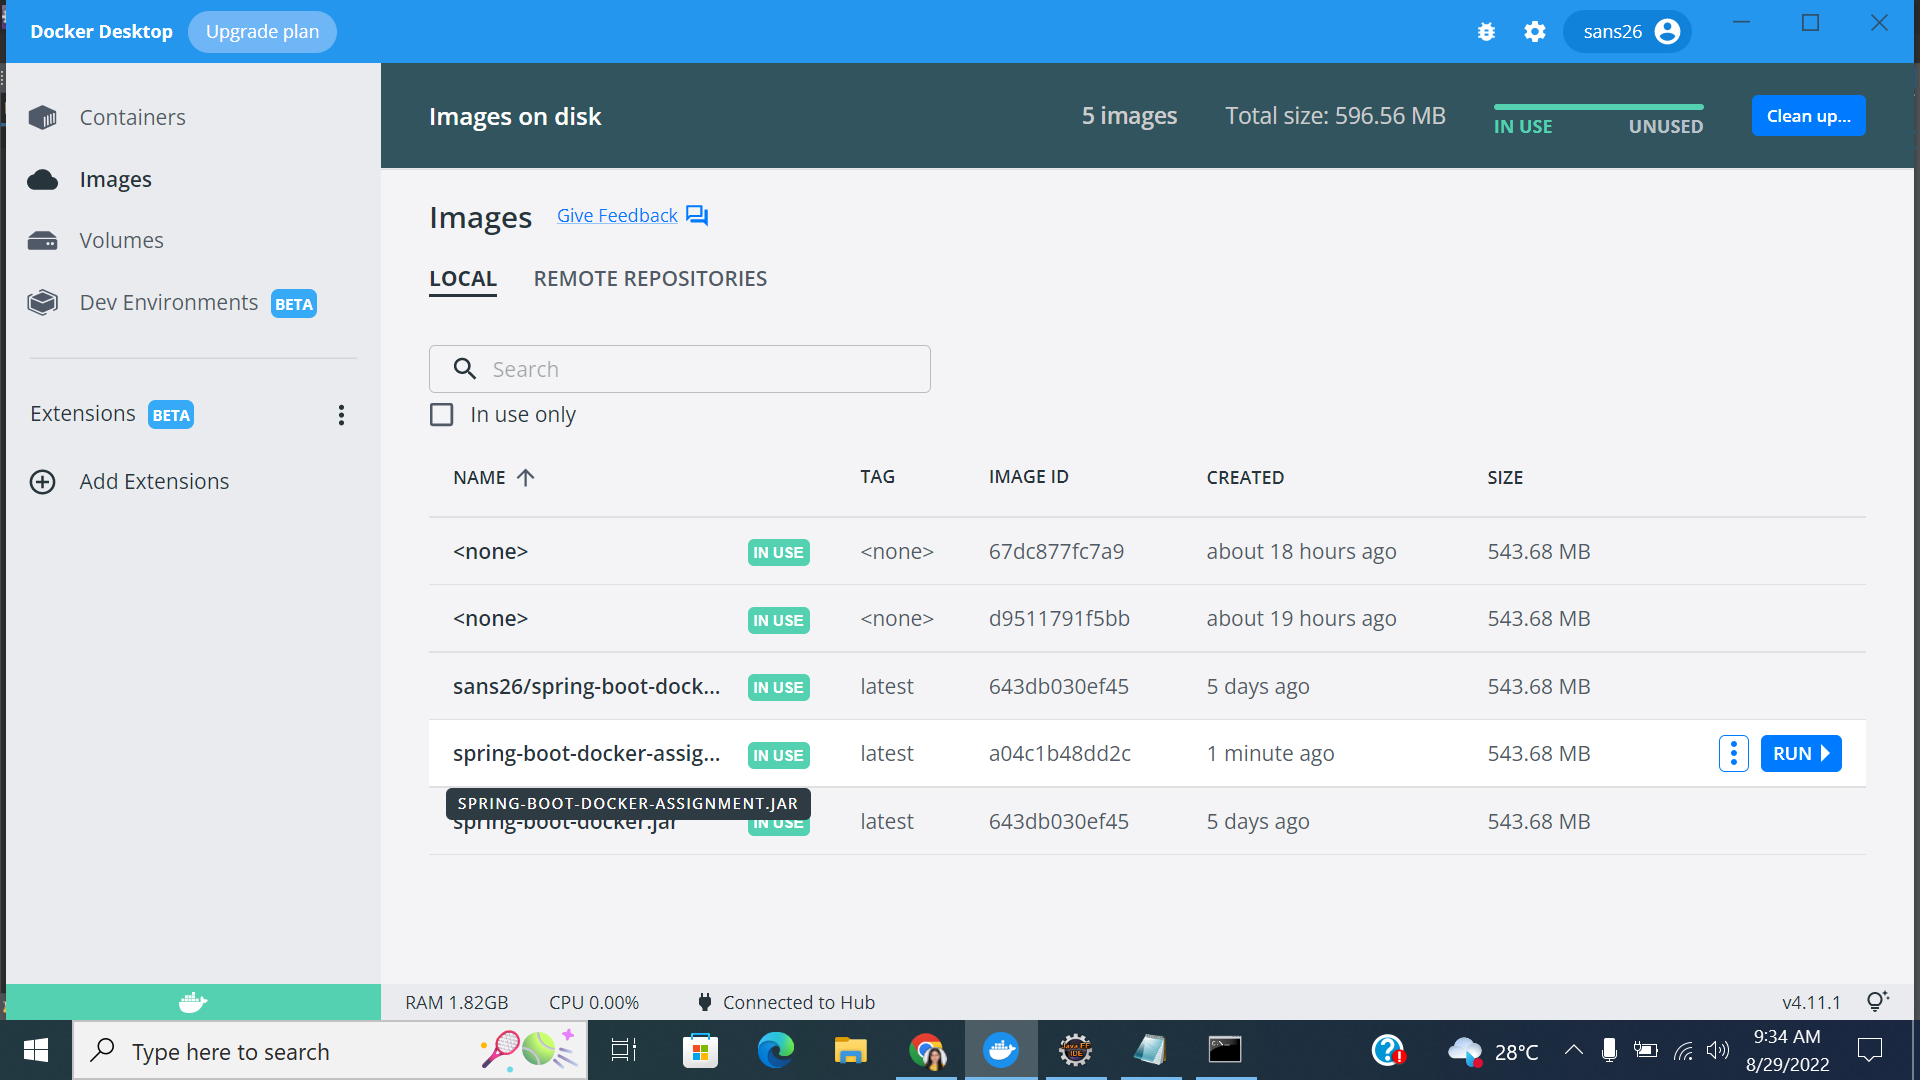 Docker Desktop Upgrade plan sans26
Containers
Images
Volumes
Dev Environments BETA
Extensions BETA
Add Extensions
Images on disk 5 images Total size: 596.56 MB IN USE UNUSED Clean up...
Images Give Feedback
LOCAL REMOTE REPOSITORIES
Search
In use only
NAME TAG IMAGE ID CREATED SIZE
<none> IN USE <none> 67dc877fc7a9 about 18 hours ago 543.68 MB
<none> IN USE <none> d9511791f5bb about 19 hours ago 543.68 MB
sans26/spring-boot-dock... IN USE latest 643db030ef45 5 days ago 543.68 MB
spring-boot-docker-assig... IN USE latest a04c1b48dd2c 1 minute ago 543.68 MB RUN
SPRING-BOOT-DOCKER-ASSIGNMENT.JAR
spring-boot-docker.jar IN USE latest 643db030ef45 5 days ago 543.68 MB
RAM 1.82GB CPU 0.00% Connected to Hub v4.11.1
Type here to search 28°C 9:34 AM
8/29/2022